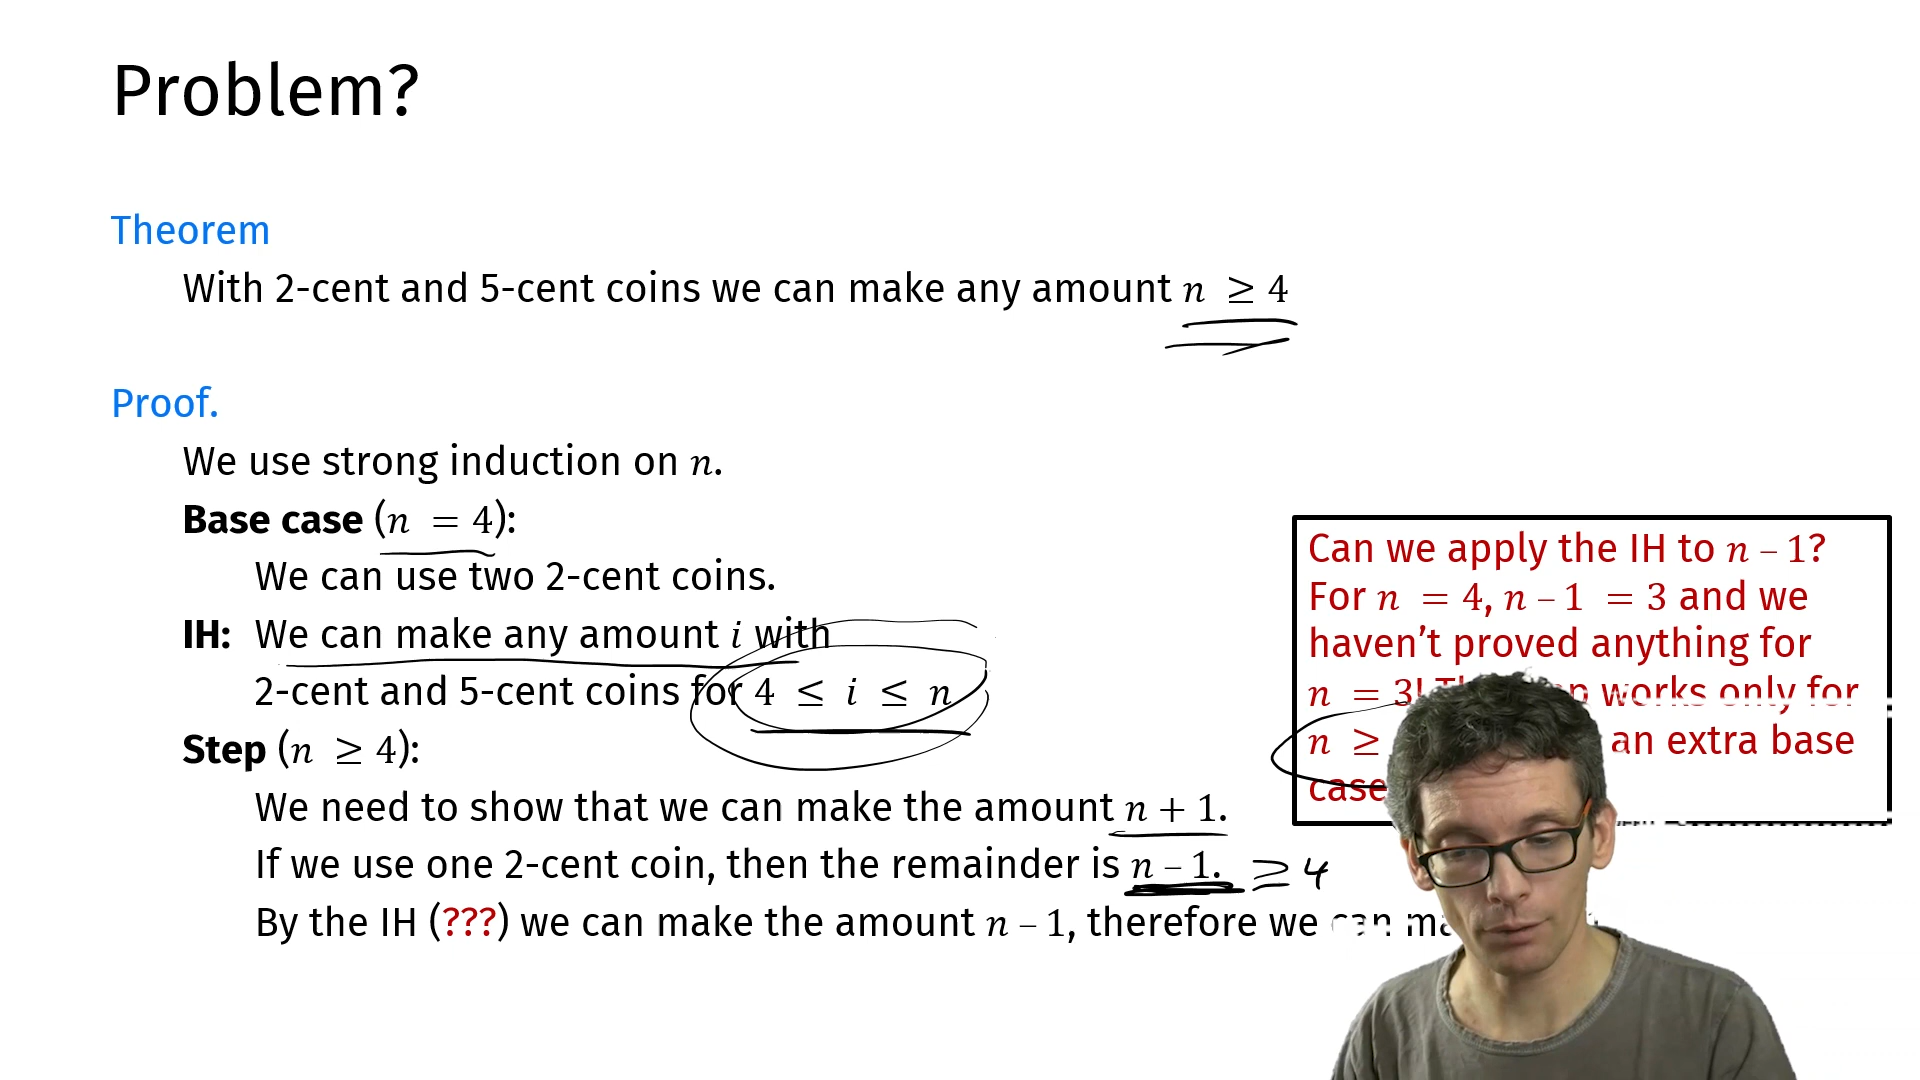 Problem?
Theorem
With 2-cent and 5-cent coins we can make any amount n ≥ 4
Proof.
We use strong induction on n.
Base case (n = 4):
We can use two 2-cent coins.
IH: We can make any amount i with
2-cent and 5-cent coins for 4 ≤ i ≤ n
Step (n ≥ 4):
We need to show that we can make the amount n + 1.
If we use one 2-cent coin, then the remainder is n – 1. ≥ 4
By the IH (???) we can make the amount n – 1, therefore we can
Can we apply the IH to n – 1?
For n = 4, n – 1 = 3 and we
haven't proved anything for
n = 3! works only for
n ≥ an extra base
case